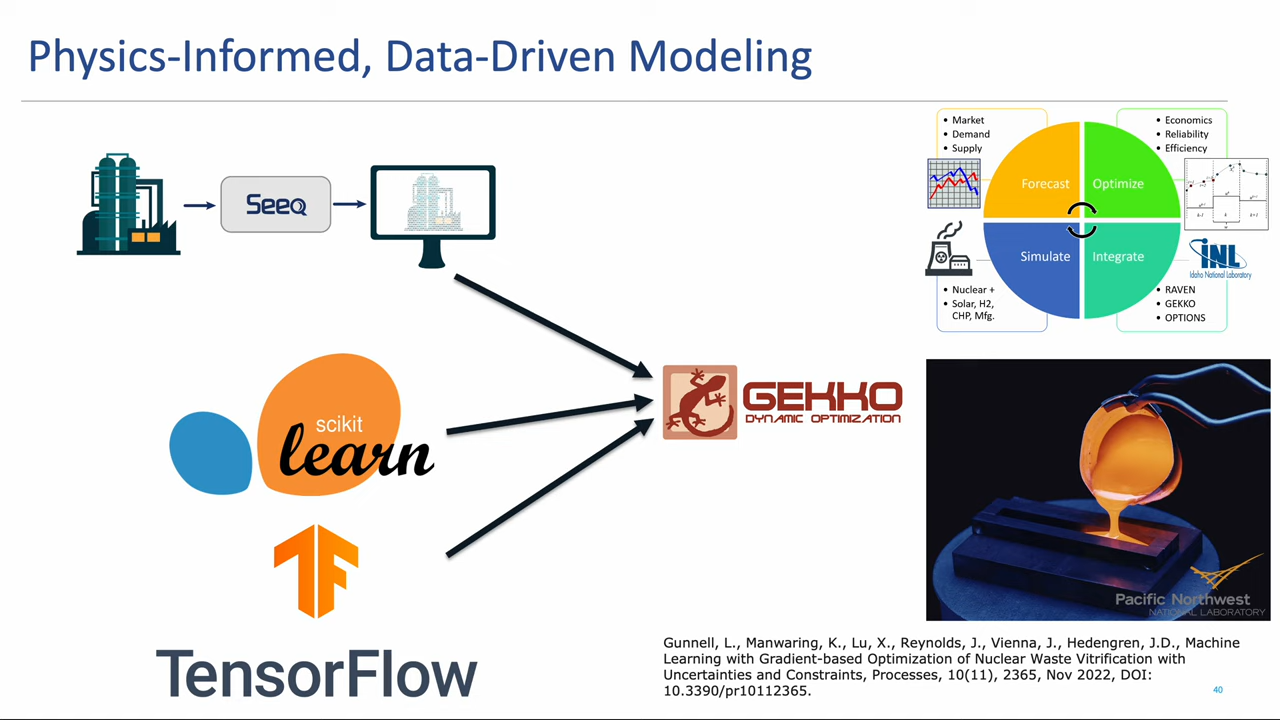 Physics-Informed, Data-Driven Modeling
SEEQ
scikit
learn
TensorFlow
GEKKO
DYNAMIC OPTIMIZATION
• Market
• Demand
• Supply
• Economics
• Reliability
• Efficiency
Forecast
Optimize
Simulate
Integrate
INL
Idaho National Laboratory
• Nuclear +
• Solar, H2,
CHP, Mfg.
• RAVEN
• GEKKO
• OPTIONS
Pacific Northwest
NATIONAL LABORATORY
Gunnell, L., Manwaring, K., Lu, X., Reynolds, J., Vienna, J., Hedengren, J.D., Machine
Learning with Gradient-based Optimization of Nuclear Waste Vitrification with
Uncertainties and Constraints, Processes, 10(11), 2365, Nov 2022, DOI:
10.3390/pr10112365.
40